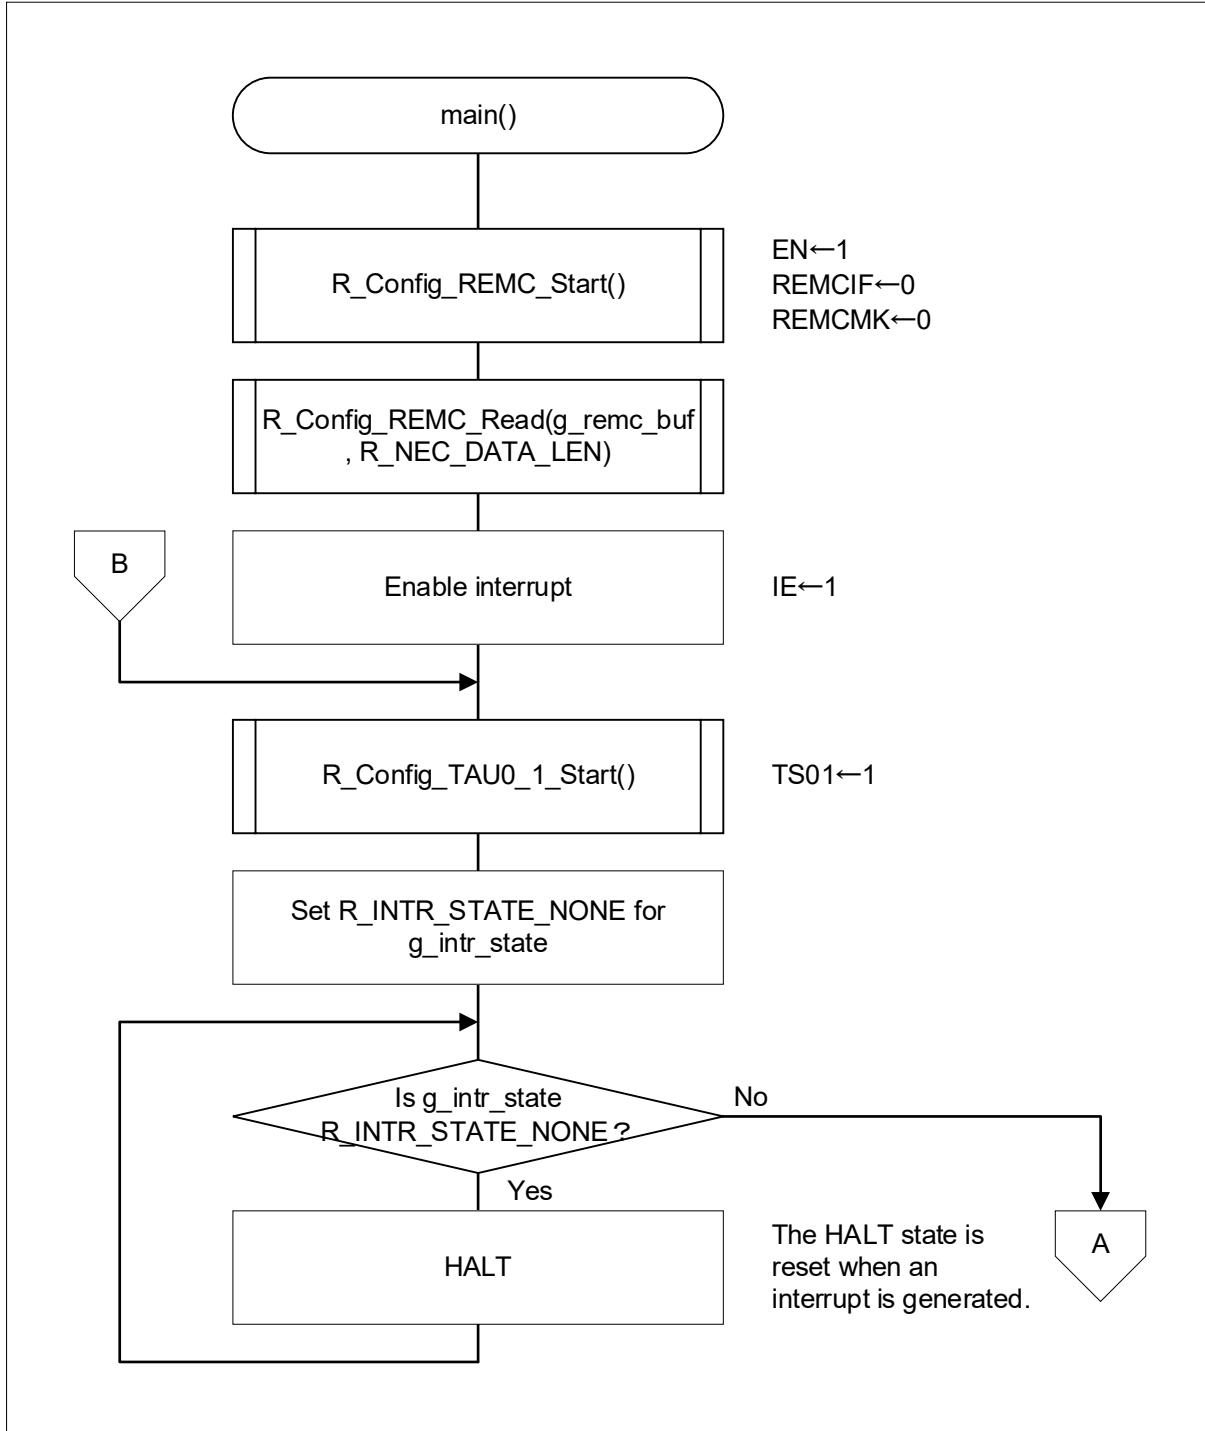 main()
R_Config_REMC_Start()
EN←1
REMCIF←0
REMCMK←0
R_Config_REMC_Read(g_remc_buf
, R_NEC_DATA_LEN)
B
Enable interrupt
IE←1
R_Config_TAU0_1_Start()
TS01←1
Set R_INTR_STATE_NONE for
g_intr_state
Is g_intr_state
R_INTR_STATE_NONE？
No
Yes
HALT
The HALT state is
reset when an
interrupt is generated.
A